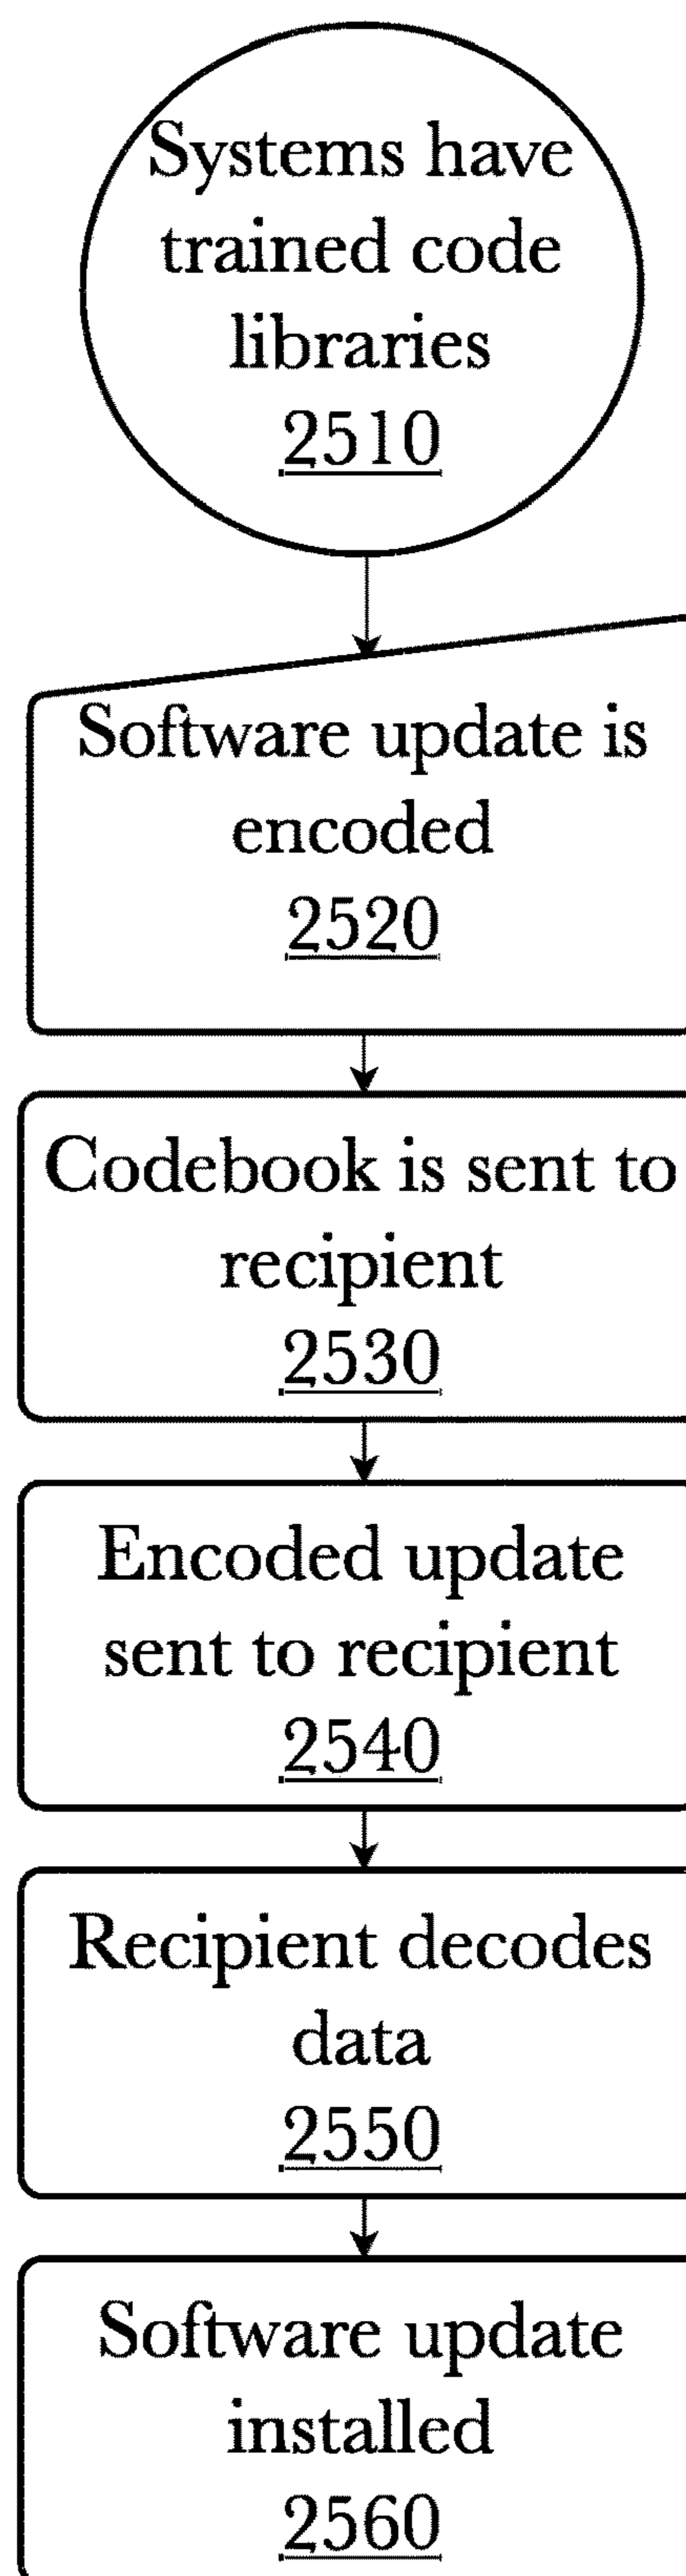 Systems have
trained code
libraries
2510
Software update is
encoded
2520
Codebook is sent to
recipient
2530
Encoded update
sent to recipient
2540
Recipient decodes
data
2550
Software update
installed
2560